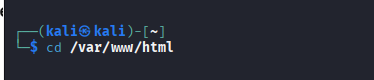 ┌──(kali㉿kali)-[~]
└─$ cd /var/www/html